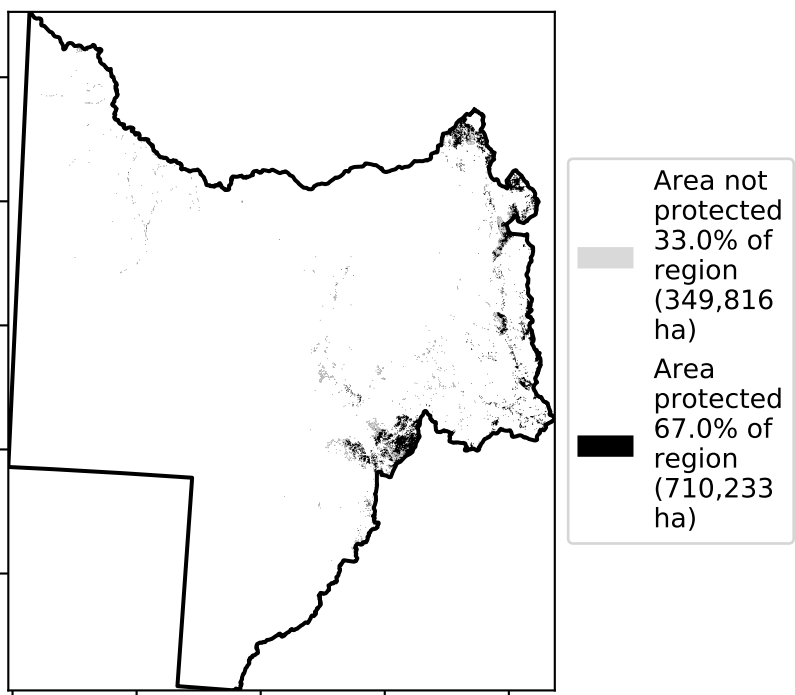 Area not
protected
33.0% of
region
(349,816
ha)
Area
protected
67.0% of
region
(710,233
ha)